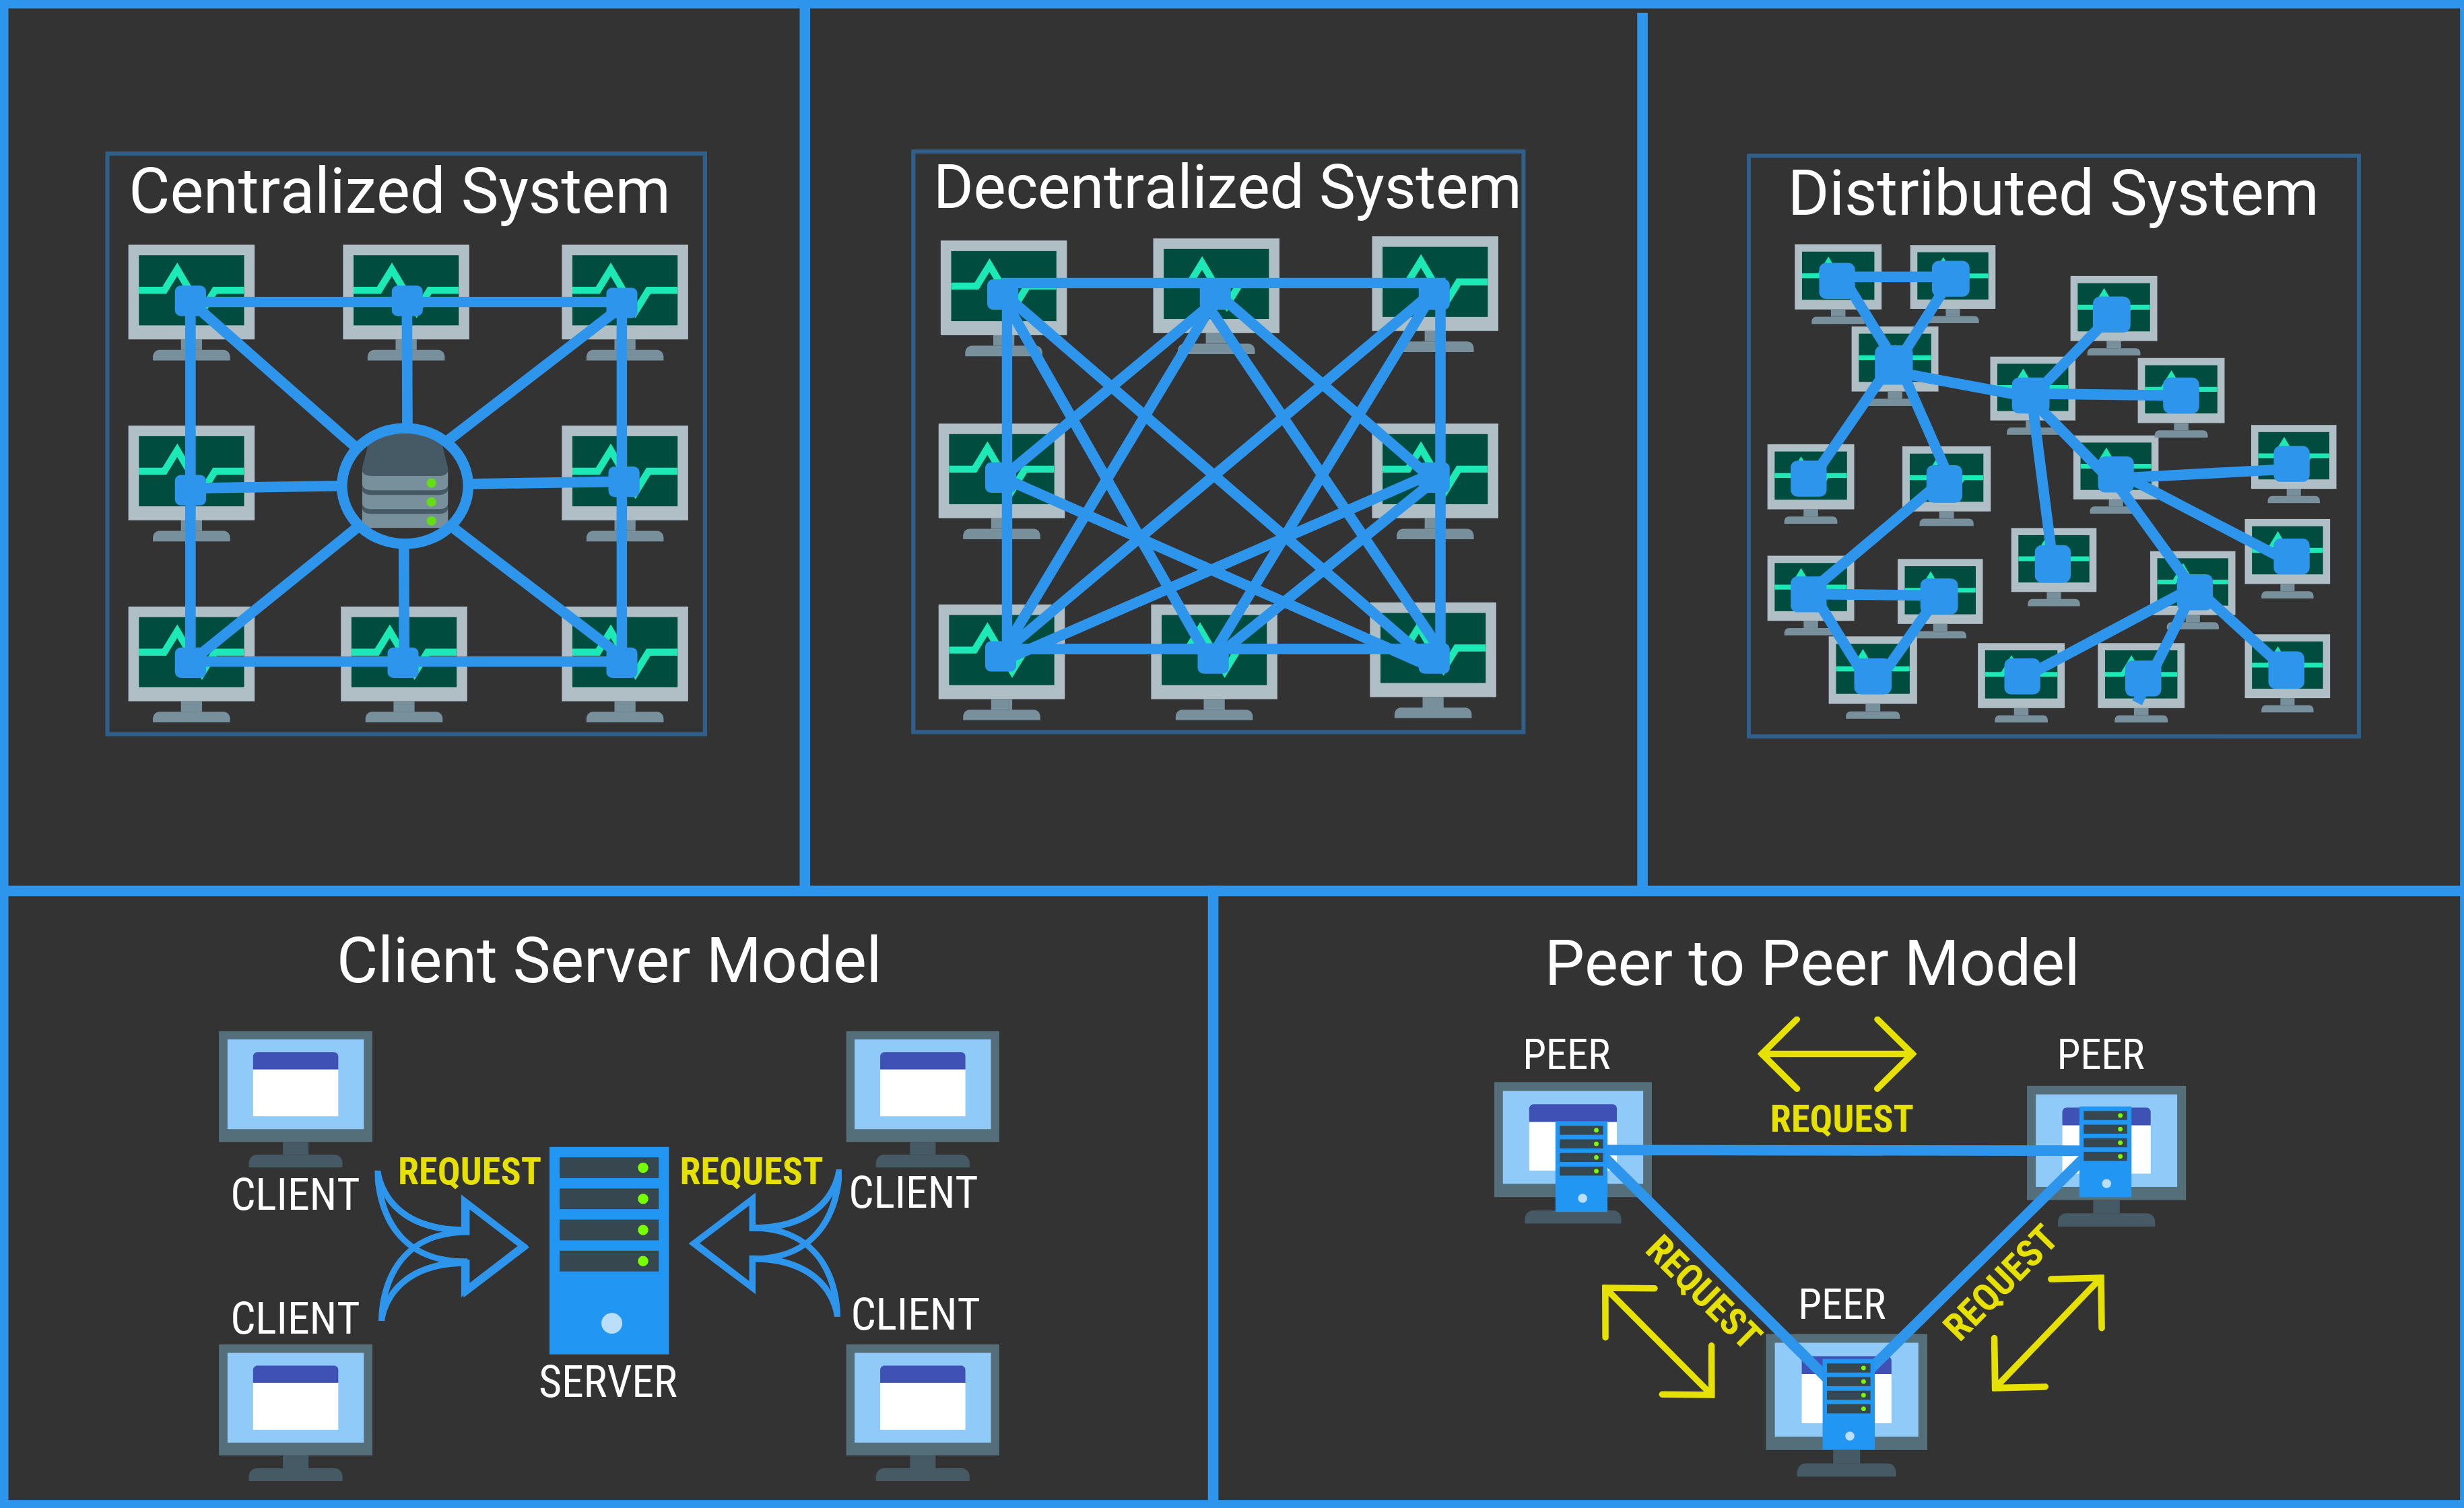 Centralized System
Decentralized System
Distributed System
Client Server Model
CLIENT
CLIENT
REQUEST
REQUEST
CLIENT
CLIENT
SERVER
Peer to Peer Model
PEER
PEER
REQUEST
REQUEST
REQUEST
PEER